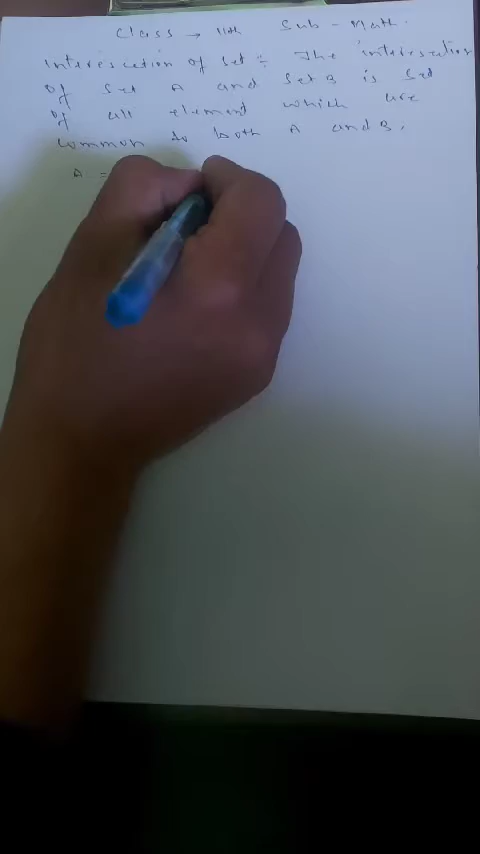 Class → 11th Sub - Math.
Intersection of set ÷ The intersection
of set A and set B is set
of all element which are
common to both A and B.
A =